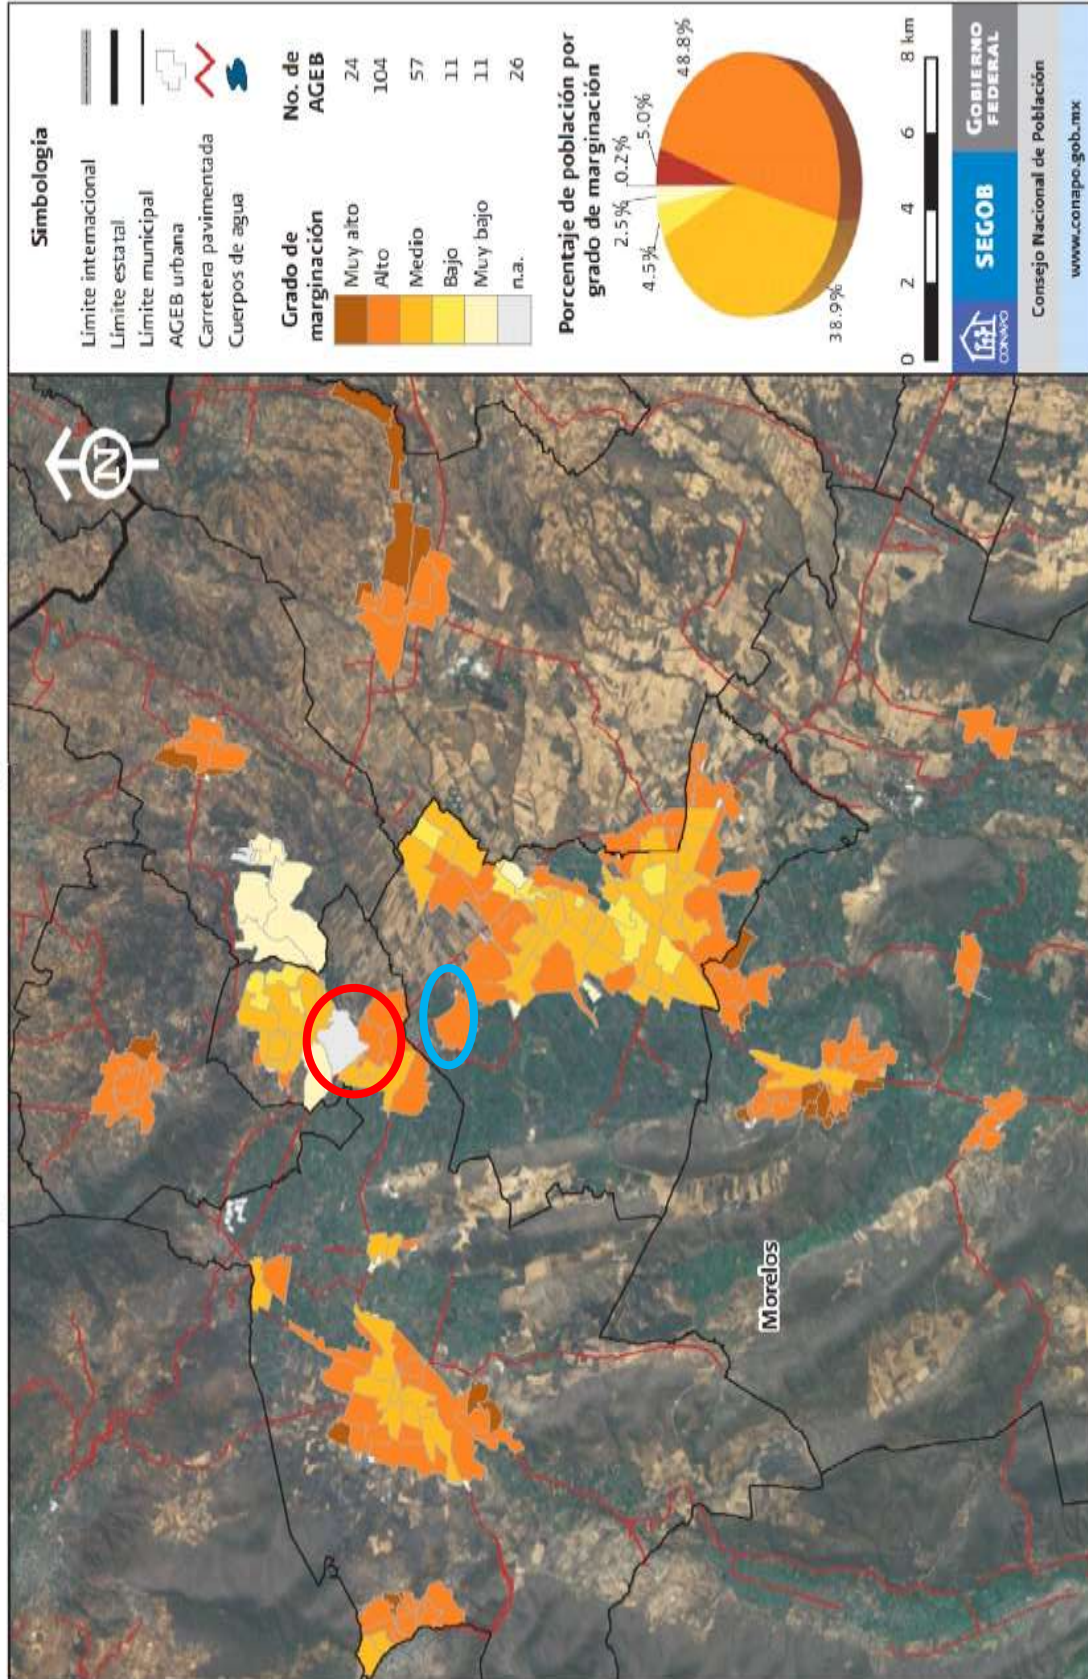 Simbología
Límite internacional
Límite estatal
Límite municipal
AGEB urbana
Carretera pavimentada
Cuerpos de agua
Grado de
marginación
No. de
AGEB
Muy alto 24
Alto 104
Medio 57
Bajo 11
Muy bajo 11
n.a. 26
Porcentaje de población por
grado de marginación
0.2%
2.5%
5.0%
4.5%
48.8%
38.9%
0 2 4 6 8 km
CONAPO
SEGOB
GOBIERNO
FEDERAL
Consejo Nacional de Población
www.conapo.gob.mx
N
Morelos